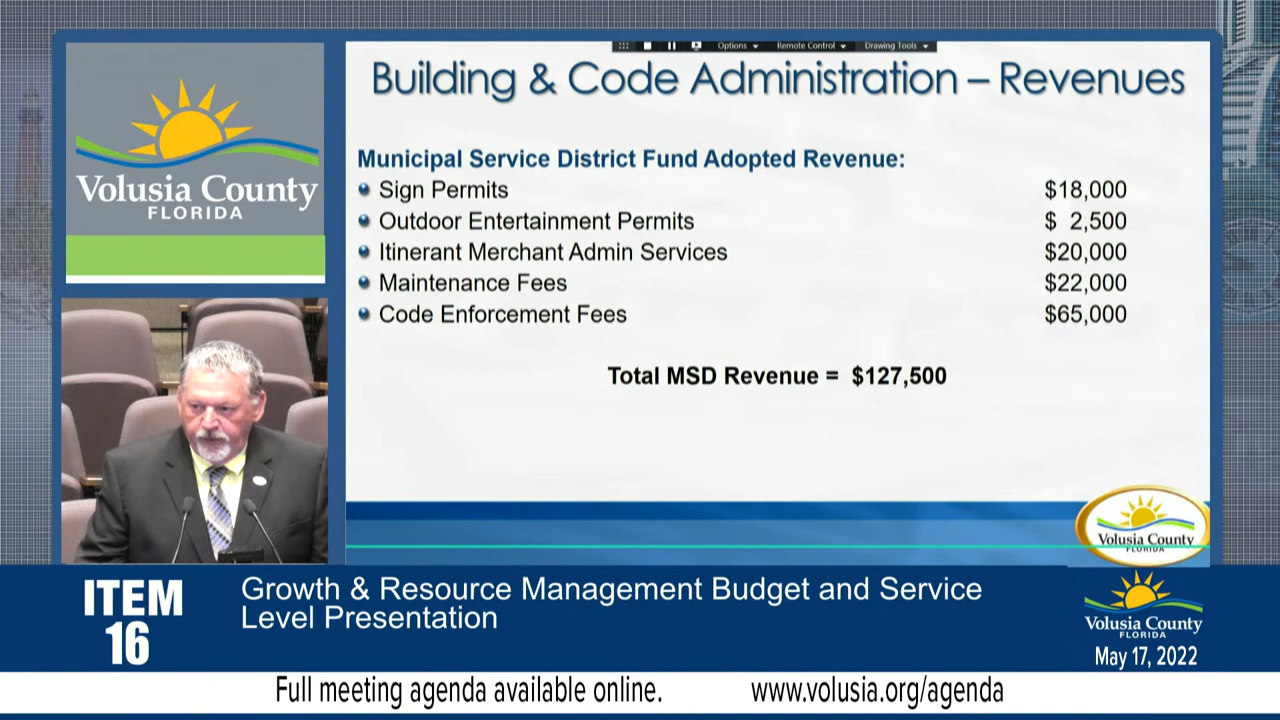 Options
Remote Control
Drawing Tools
Building & Code Administration – Revenues
Volusia County
FLORIDA
Municipal Service District Fund Adopted Revenue:
Sign Permits $18,000
Outdoor Entertainment Permits $ 2,500
Itinerant Merchant Admin Services $20,000
Maintenance Fees $22,000
Code Enforcement Fees $65,000
Total MSD Revenue = $127,500
Volusia County
FLORIDA
ITEM
16
Growth & Resource Management Budget and Service
Level Presentation
Volusia County
FLORIDA
May 17, 2022
Full meeting agenda available online. www.volusia.org/agenda